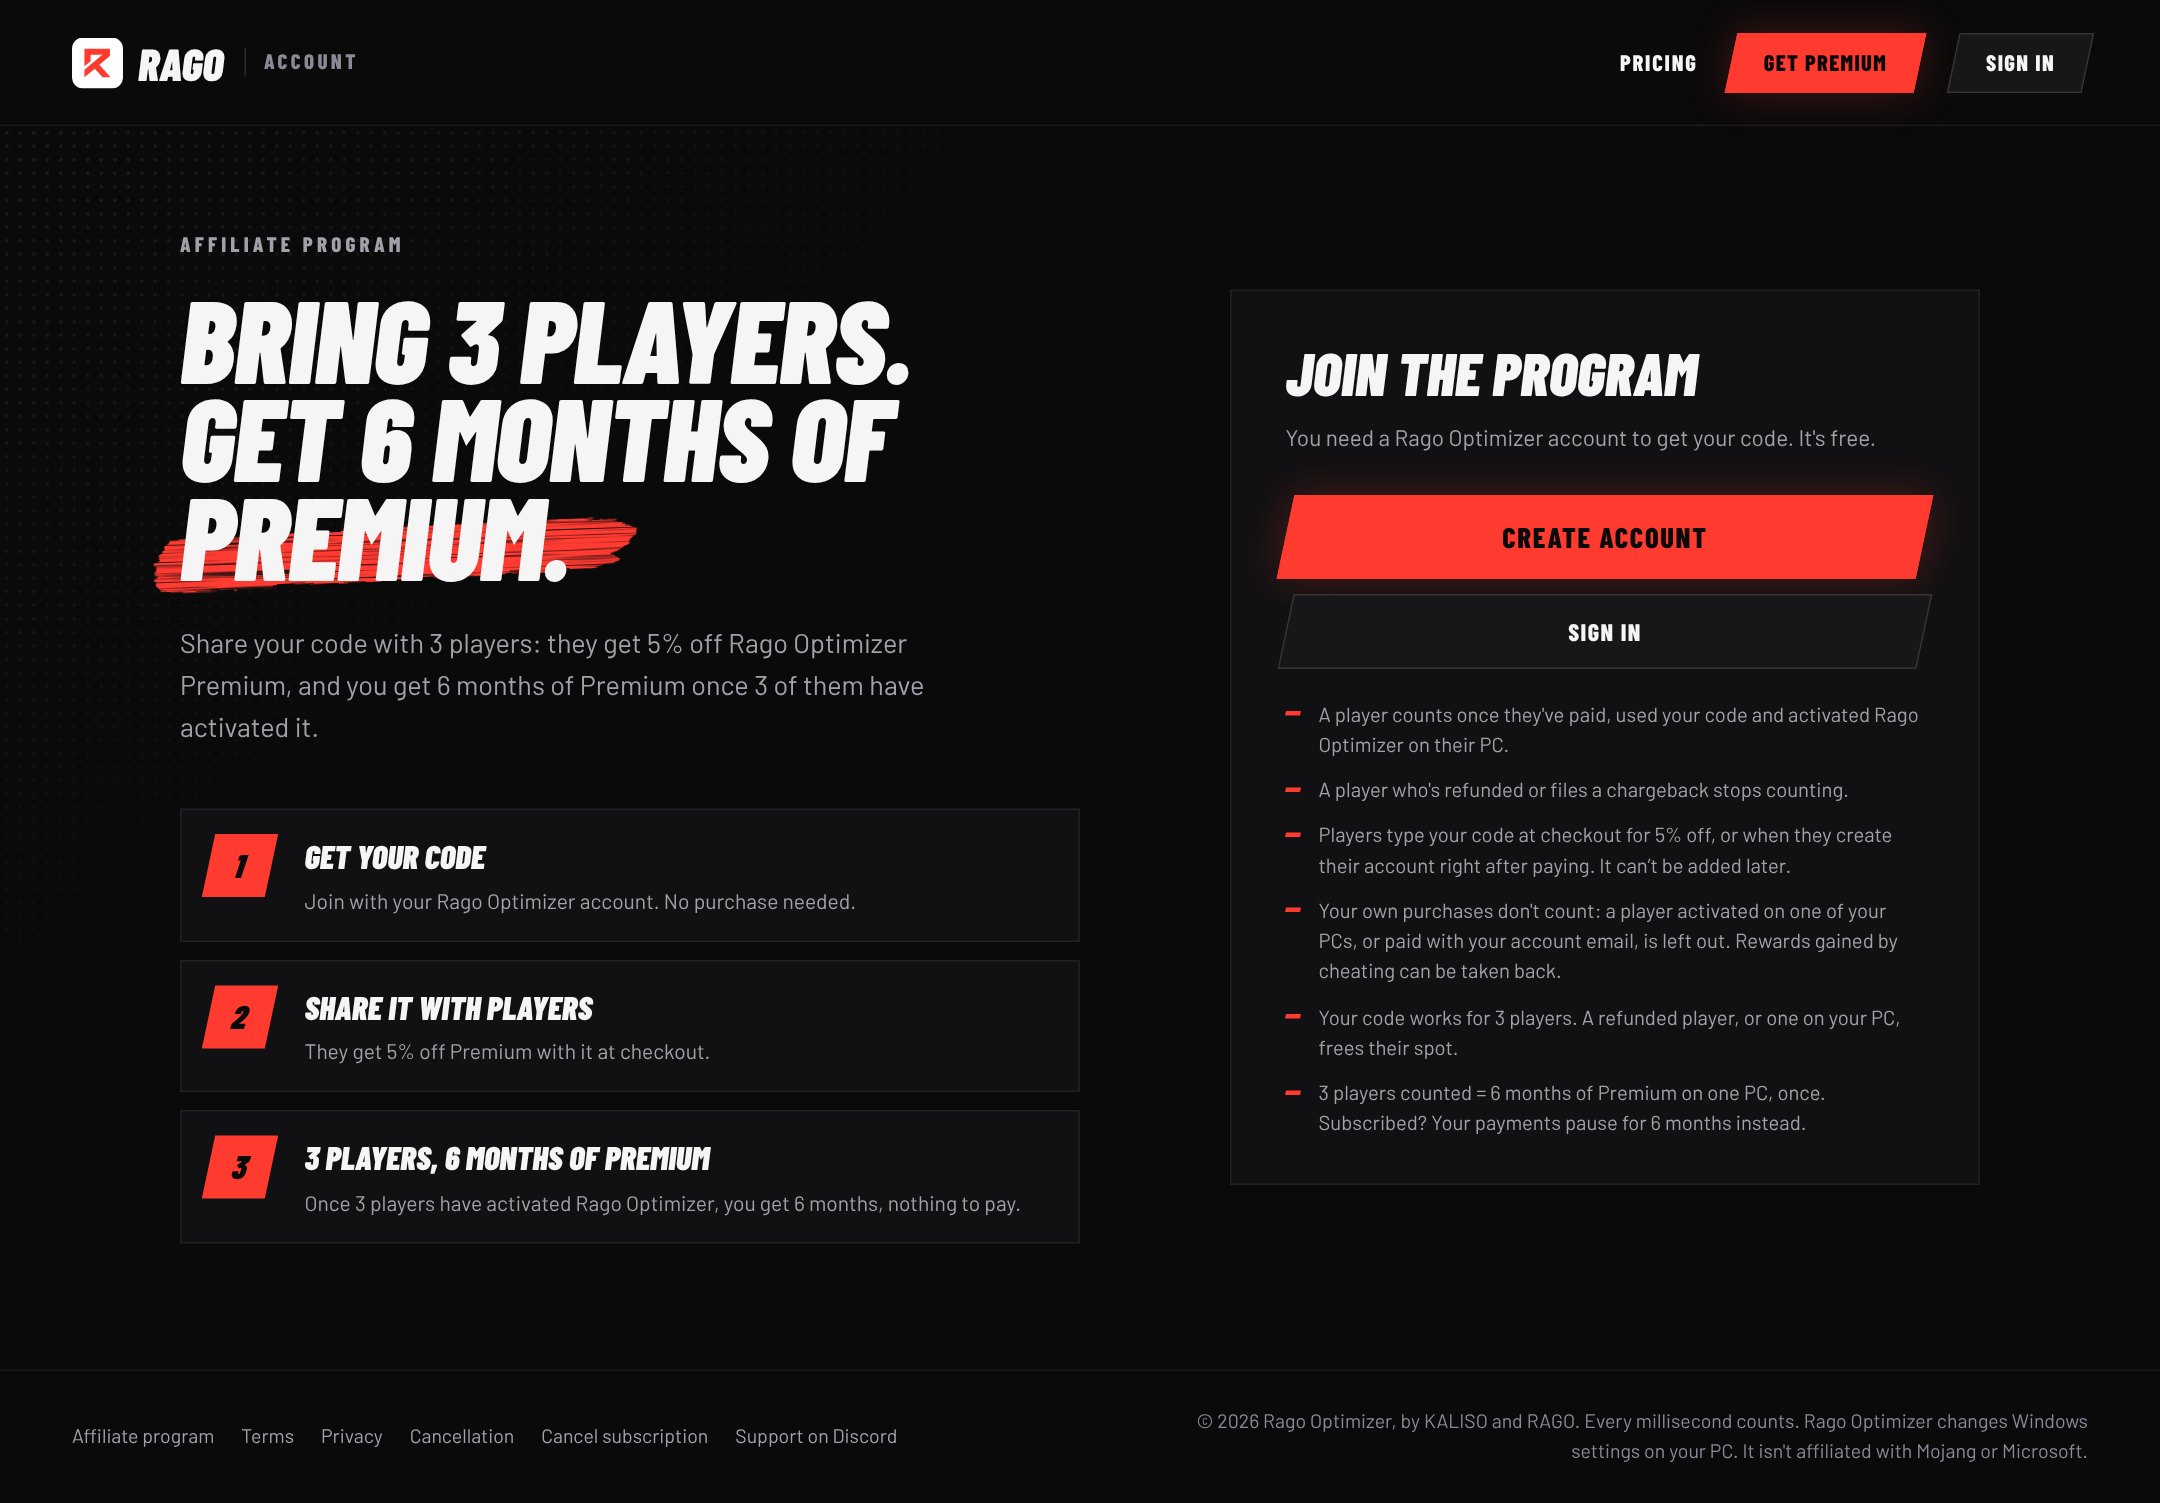 RAGO
ACCOUNT
PRICING
GET PREMIUM
SIGN IN
AFFILIATE PROGRAM
BRING 3 PLAYERS.
GET 6 MONTHS OF
PREMIUM.
Share your code with 3 players: they get 5% off Rago Optimizer
Premium, and you get 6 months of Premium once 3 of them have
activated it.
1
GET YOUR CODE
Join with your Rago Optimizer account. No purchase needed.
2
SHARE IT WITH PLAYERS
They get 5% off Premium with it at checkout.
3
3 PLAYERS, 6 MONTHS OF PREMIUM
Once 3 players have activated Rago Optimizer, you get 6 months, nothing to pay.
JOIN THE PROGRAM
You need a Rago Optimizer account to get your code. It's free.
CREATE ACCOUNT
SIGN IN
A player counts once they've paid, used your code and activated Rago
Optimizer on their PC.
A player who's refunded or files a chargeback stops counting.
Players type your code at checkout for 5% off, or when they create
their account right after paying. It can’t be added later.
Your own purchases don't count: a player activated on one of your
PCs, or paid with your account email, is left out. Rewards gained by
cheating can be taken back.
Your code works for 3 players. A refunded player, or one on your PC,
frees their spot.
3 players counted = 6 months of Premium on one PC, once.
Subscribed? Your payments pause for 6 months instead.
Affiliate program
Terms
Privacy
Cancellation
Cancel subscription
Support on Discord
© 2026 Rago Optimizer, by KALISO and RAGO. Every millisecond counts. Rago Optimizer changes Windows
settings on your PC. It isn't affiliated with Mojang or Microsoft.